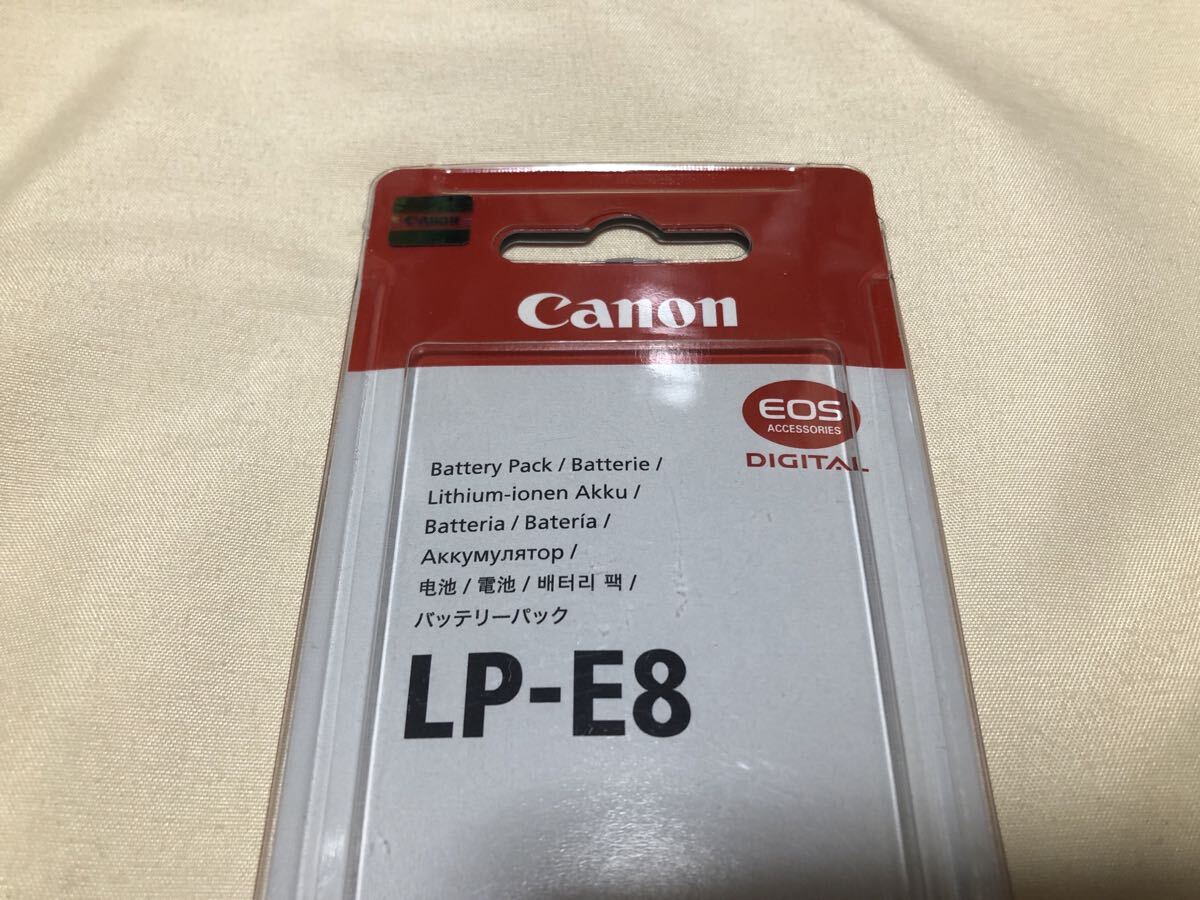 CANON
Canon
EOS
ACCESSORIES
DIGITAL
Battery Pack / Batterie /
Lithium-ionen Akku /
Batteria / Batería /
Аккумулятор /
电池 / 電池 / 배터리 팩 /
バッテリーパック
LP-E8